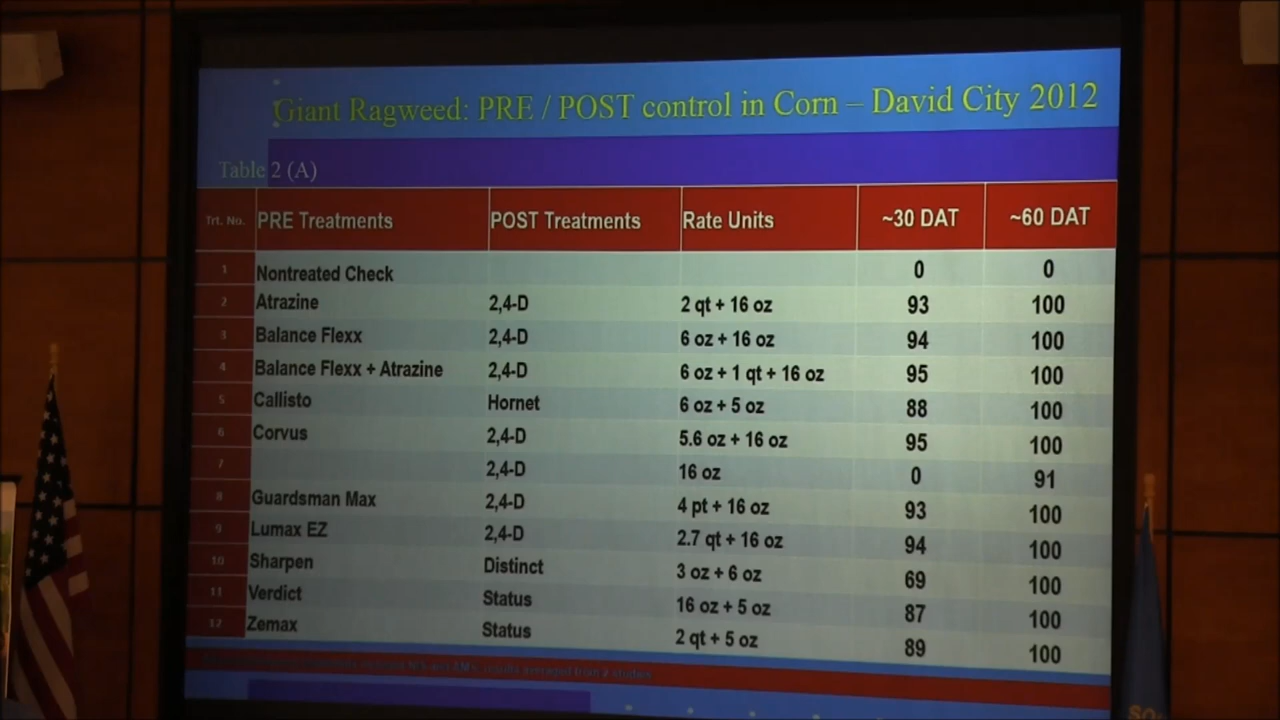 Giant Ragweed: PRE / POST control in Corn – David City 2012
Table 2 (A)
Trt. No. PRE Treatments POST Treatments Rate Units ~30 DAT ~60 DAT
1 Nontreated Check 0 0
2 Atrazine 2,4-D 2 qt + 16 oz 93 100
3 Balance Flexx 2,4-D 6 oz + 16 oz 94 100
4 Balance Flexx + Atrazine 2,4-D 6 oz + 1 qt + 16 oz 95 100
5 Callisto Hornet 6 oz + 5 oz 88 100
6 Corvus 2,4-D 5.6 oz + 16 oz 95 100
7 2,4-D 16 oz 0 91
8 Guardsman Max 2,4-D 4 pt + 16 oz 93 100
9 Lumax EZ 2,4-D 2.7 qt + 16 oz 94 100
10 Sharpen Distinct 3 oz + 6 oz 69 100
11 Verdict Status 16 oz + 5 oz 87 100
12 Zemax Status 2 qt + 5 oz 89 100
results averaged from 2 studies